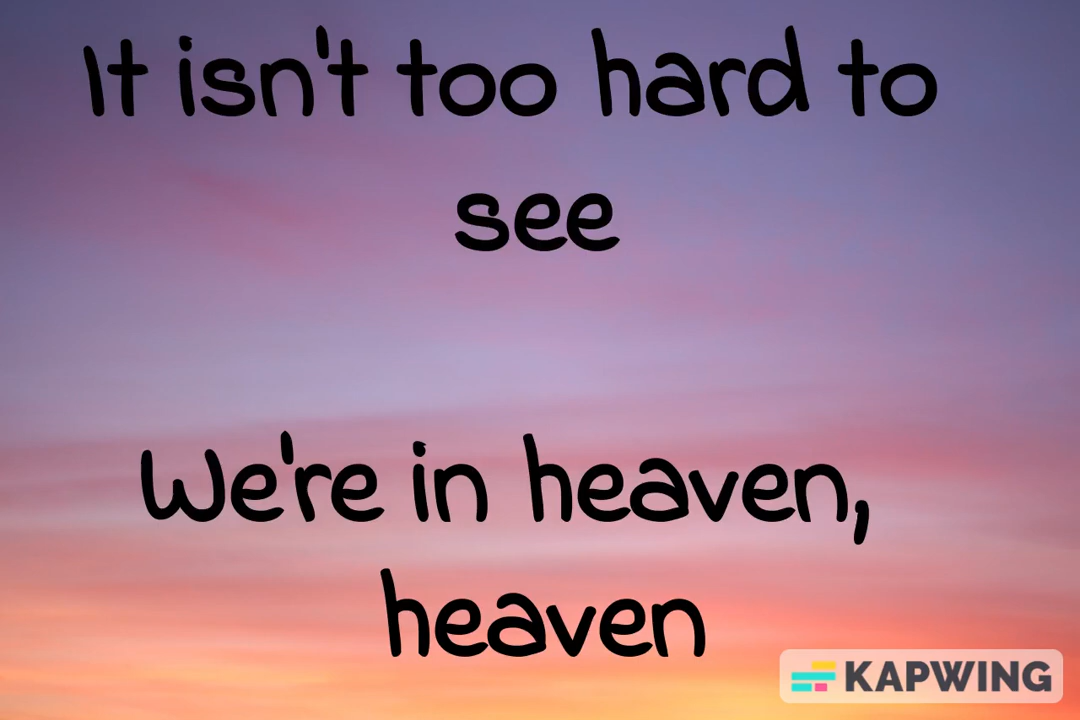 It isn't too hard to
see
We're in heaven,
heaven
KAPWING